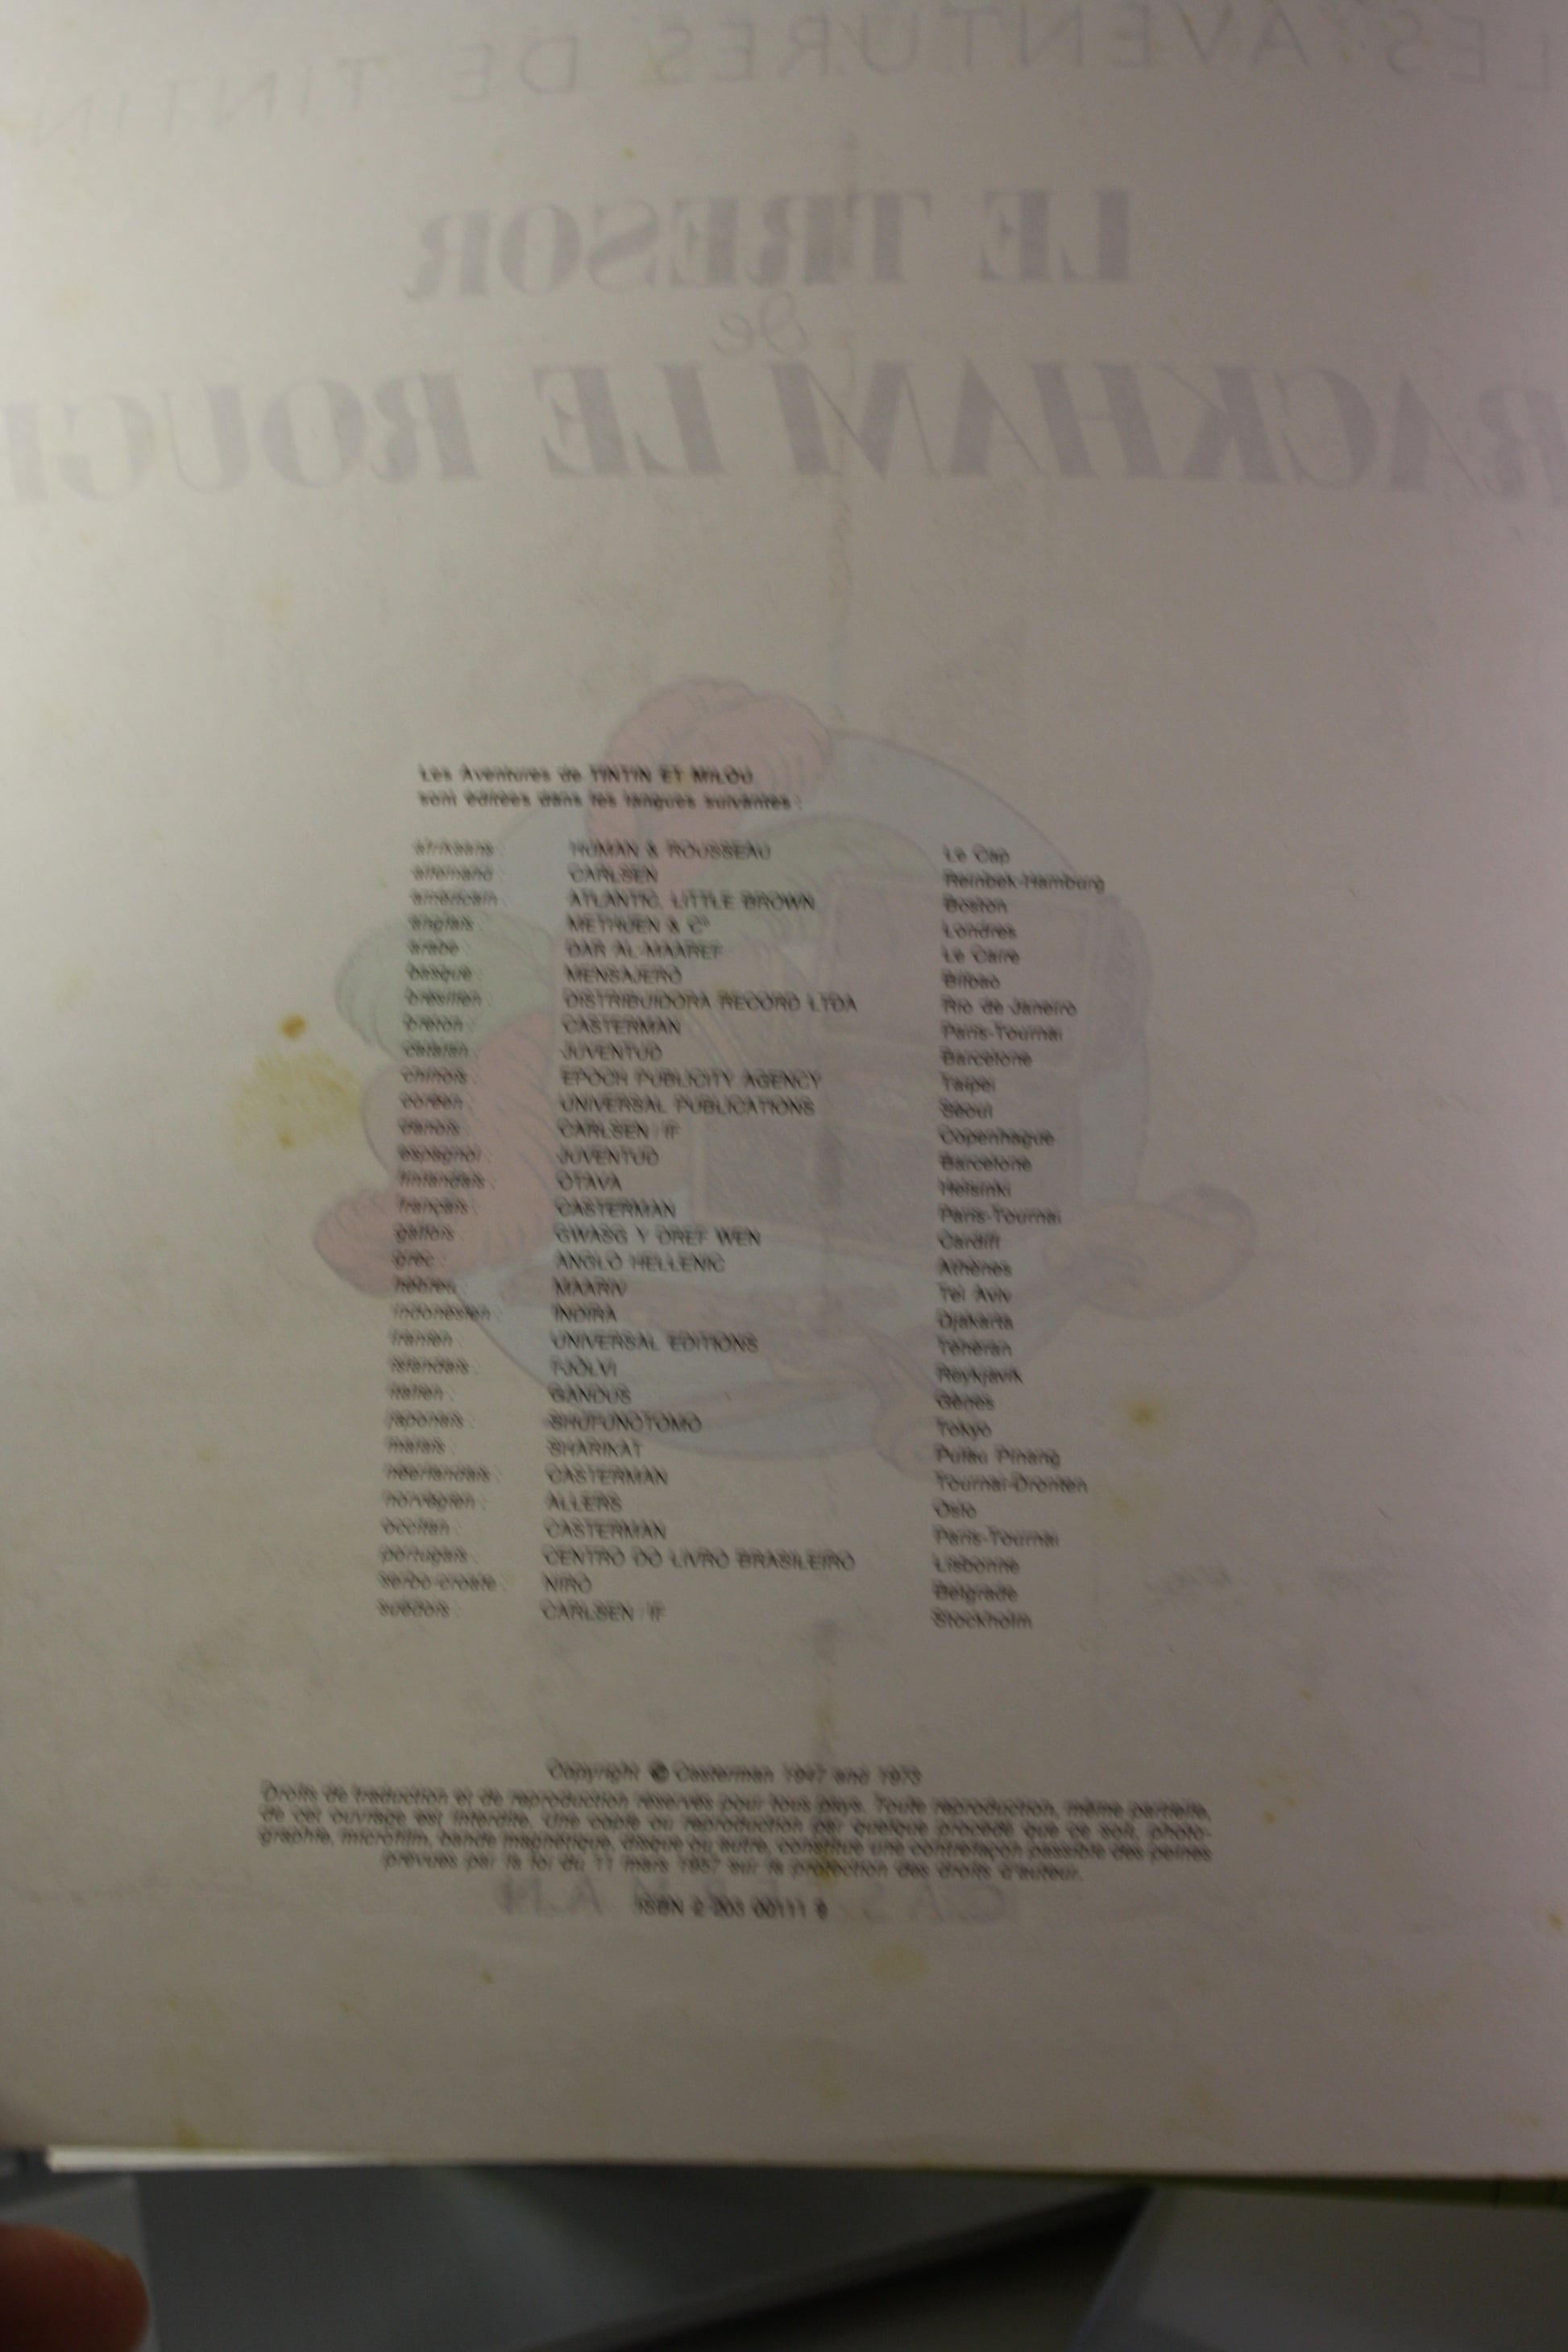 LES AVENTURES DE TINTIN
LE TRESOR
de
RACKHAM LE ROUG
Les Aventures de TINTIN ET MILOU
sont éditées dans les langues suivantes :
afrikaans : HUMAN & ROUSSEAU Le Cap
allemand : CARLSEN Reinbek-Hamburg
américain : ATLANTIC, LITTLE BROWN Boston
anglais : METHUEN & C° Londres
arabe : DAR AL-MAAREF Le Caire
basque : MENSAJERO Bilbao
brésilien : DISTRIBUIDORA RECORD LTDA Rio de Janeiro
breton : CASTERMAN Paris-Tournai
catalan : JUVENTUD Barcelone
chinois : EPOCH PUBLICITY AGENCY Taipei
coréen : UNIVERSAL PUBLICATIONS Séoul
danois : CARLSEN / IF Copenhague
espagnol : JUVENTUD Barcelone
finlandais : OTAVA Helsinki
français : CASTERMAN Paris-Tournai
gallois : GWASG Y DREF WEN Cardiff
grec : ANGLO HELLENIC Athènes
hébreu : MAARIV Tel Aviv
indonésien : INDIRA Djakarta
iranien : UNIVERSAL EDITIONS Téhéran
islandais : FJÖLVI Reykjavik
italien : GANDUS Gênes
japonais : SHUFUNOTOMO Tokyo
malais : SHARIKAT Pulau Pinang
néerlandais : CASTERMAN Tournai-Dronten
norvégien : ALLERS Oslo
occitan : CASTERMAN Paris-Tournai
portugais : CENTRO DO LIVRO BRASILEIRO Lisbonne
serbo-croate : NIRO Belgrade
suédois : CARLSEN / IF Stockholm
Copyright © Casterman 1947 and 1973
Droits de traduction et de reproduction réservés pour tous pays. Toute reproduction, même partielle,
de cet ouvrage est interdite. Une copie ou reproduction par quelque procédé que ce soit, photo-
graphie, microfilm, bande magnétique, disque ou autre, constitue une contrefaçon passible des peines
prévues par la loi du 11 mars 1957 sur la protection des droits d'auteur.
ISBN 2 203 00111 9